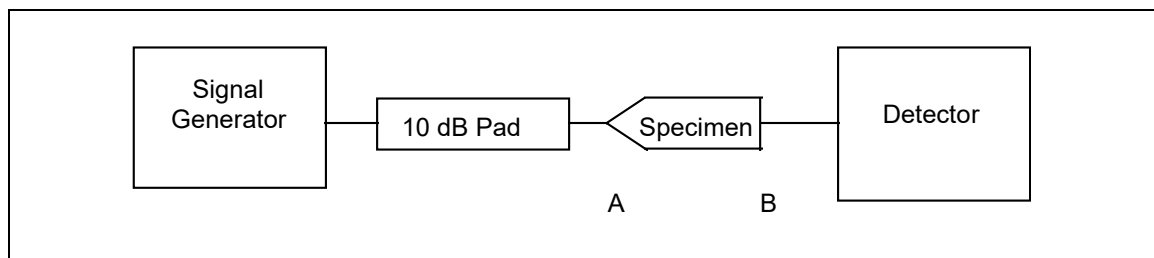 Signal
Generator
10 dB Pad
Specimen
Detector
A
B